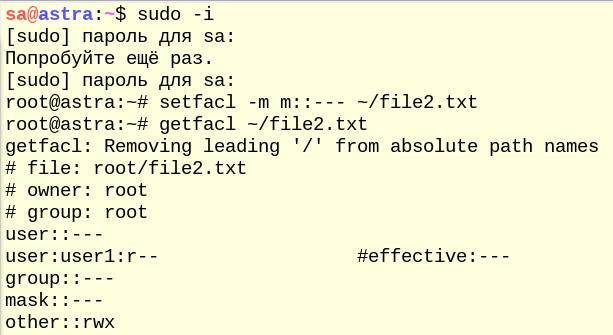 sa@astra:~$ sudo -i
[sudo] пароль для sa:
Попробуйте ещё раз.
[sudo] пароль для sa:
root@astra:~# setfacl -m m::--- ~/file2.txt
root@astra:~# getfacl ~/file2.txt
getfacl: Removing leading '/' from absolute path names
# file: root/file2.txt
# owner: root
# group: root
user::---
user:user1:r--                  #effective:---
group::---
mask::---
other::rwx